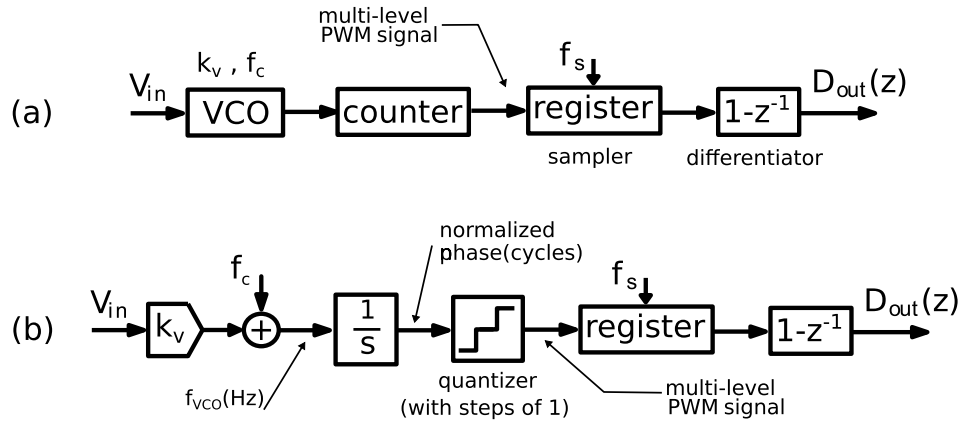 multi-level
PWM signal
(a)
V_in
k_v , f_c
VCO
counter
f_s
register
sampler
1-z^-1
differentiator
D_out(z)
(b)
V_in
k_v
f_c
+
f_VCO(Hz)
1
s
normalized
phase(cycles)
quantizer
(with steps of 1)
f_s
register
multi-level
PWM signal
1-z^-1
D_out(z)